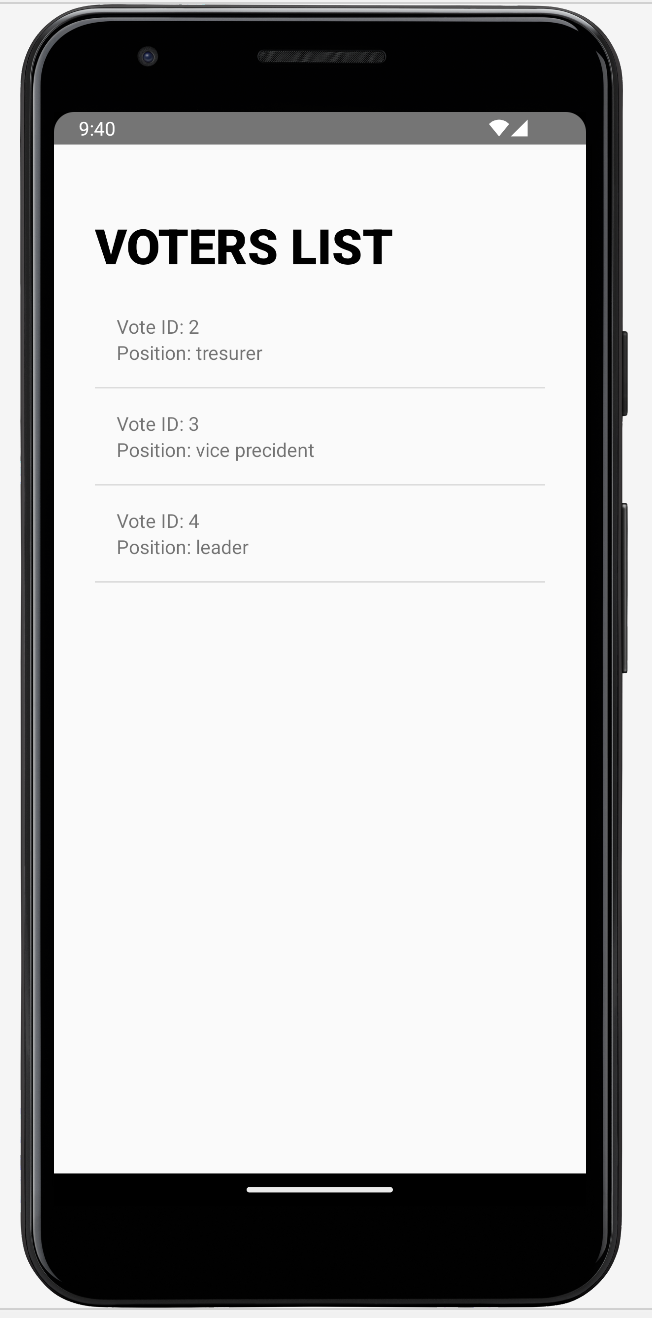 9:40
VOTERS LIST
Vote ID: 2
Position: tresurer
Vote ID: 3
Position: vice precident
Vote ID: 4
Position: leader